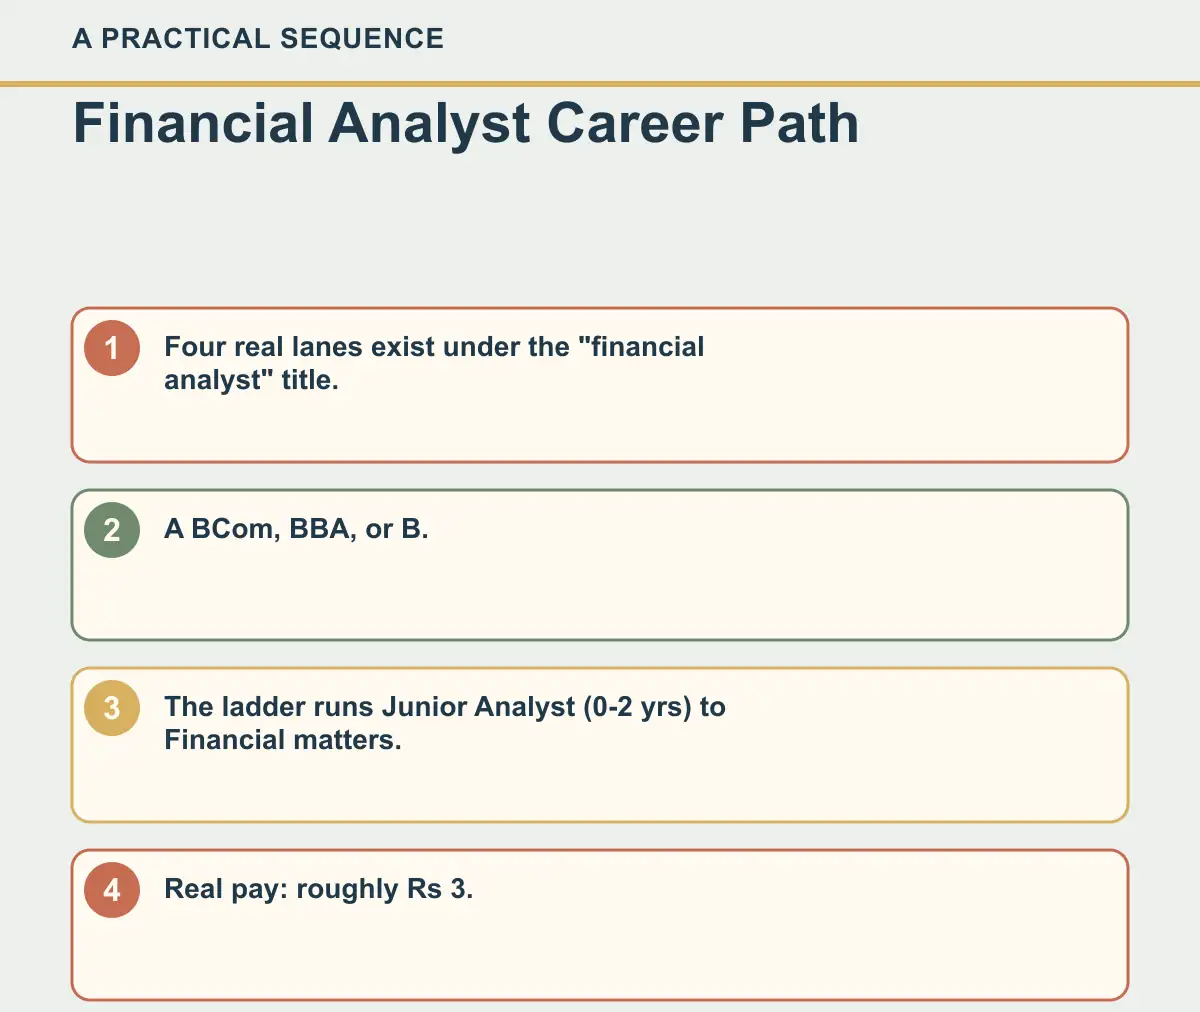 A PRACTICAL SEQUENCE
Financial Analyst Career Path
1
Four real lanes exist under the "financial
analyst" title.
2
A BCom, BBA, or B.
3
The ladder runs Junior Analyst (0-2 yrs) to
Financial matters.
4
Real pay: roughly Rs 3.